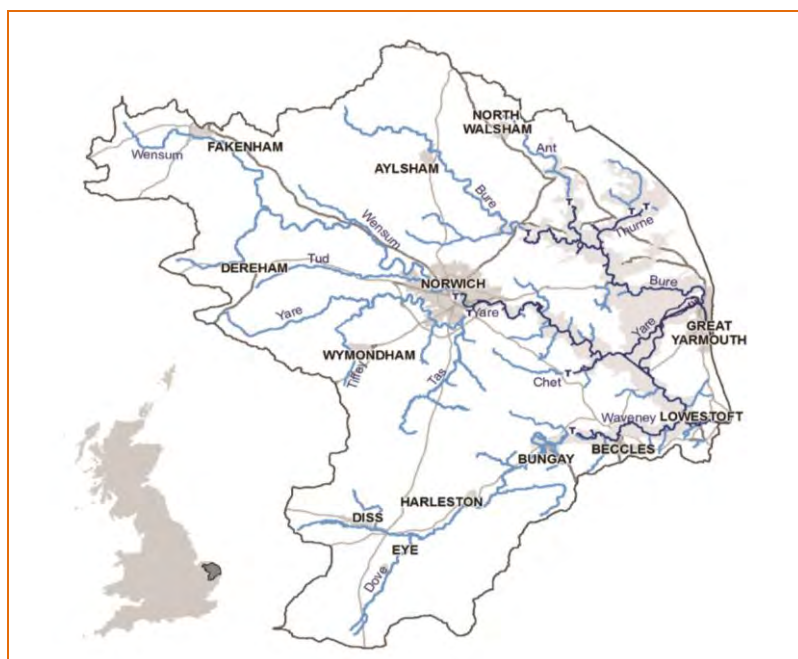 NORTH
WALSHAM
FAKENHAM
Ant
Wensum
AYLSHAM
Bure
T
T T
Thurne
Wensum
DEREHAM
Tud
NORWICH
Bure
T
Yare
Yare
T
Yare
GREAT
YARMOUTH
WYMONDHAM
Tiffey
Tas
Chet
T
Waveney
LOWESTOFT
T
BECCLES
BUNGAY
HARLESTON
DISS
EYE
Dove